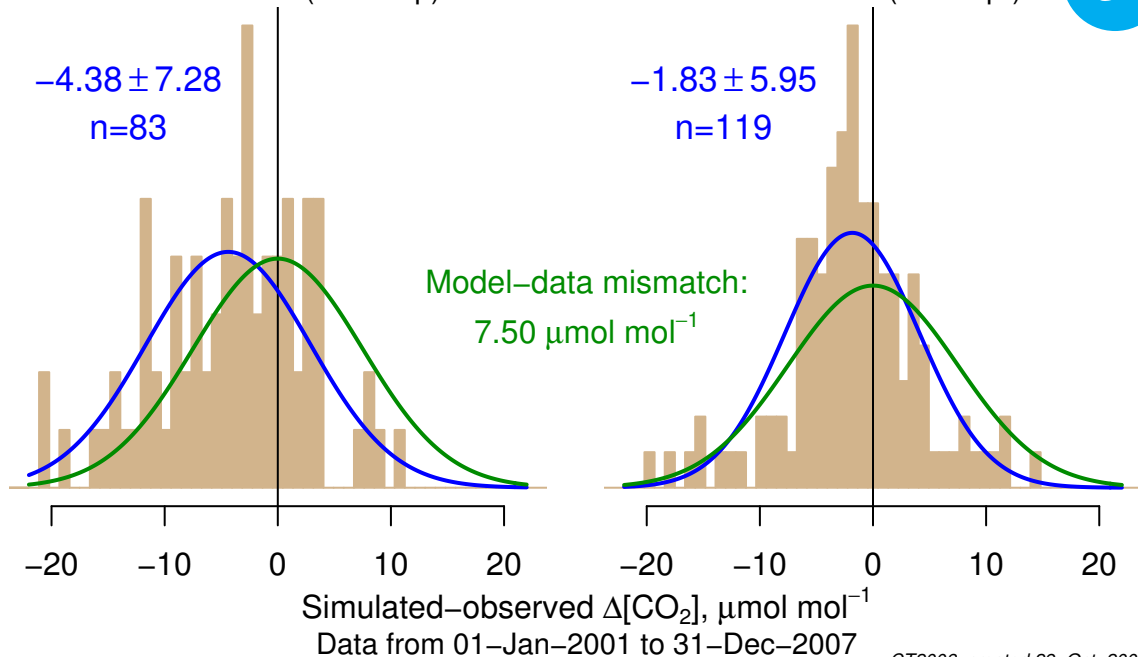 −4.38 ± 7.28
n=83
−1.83 ± 5.95
n=119
Model−data mismatch:
7.50 μmol mol⁻¹
−20 −10 0 10 20
−20 −10 0 10 20
Simulated−observed Δ[CO₂], μmol mol⁻¹
Data from 01−Jan−2001 to 31−Dec−2007